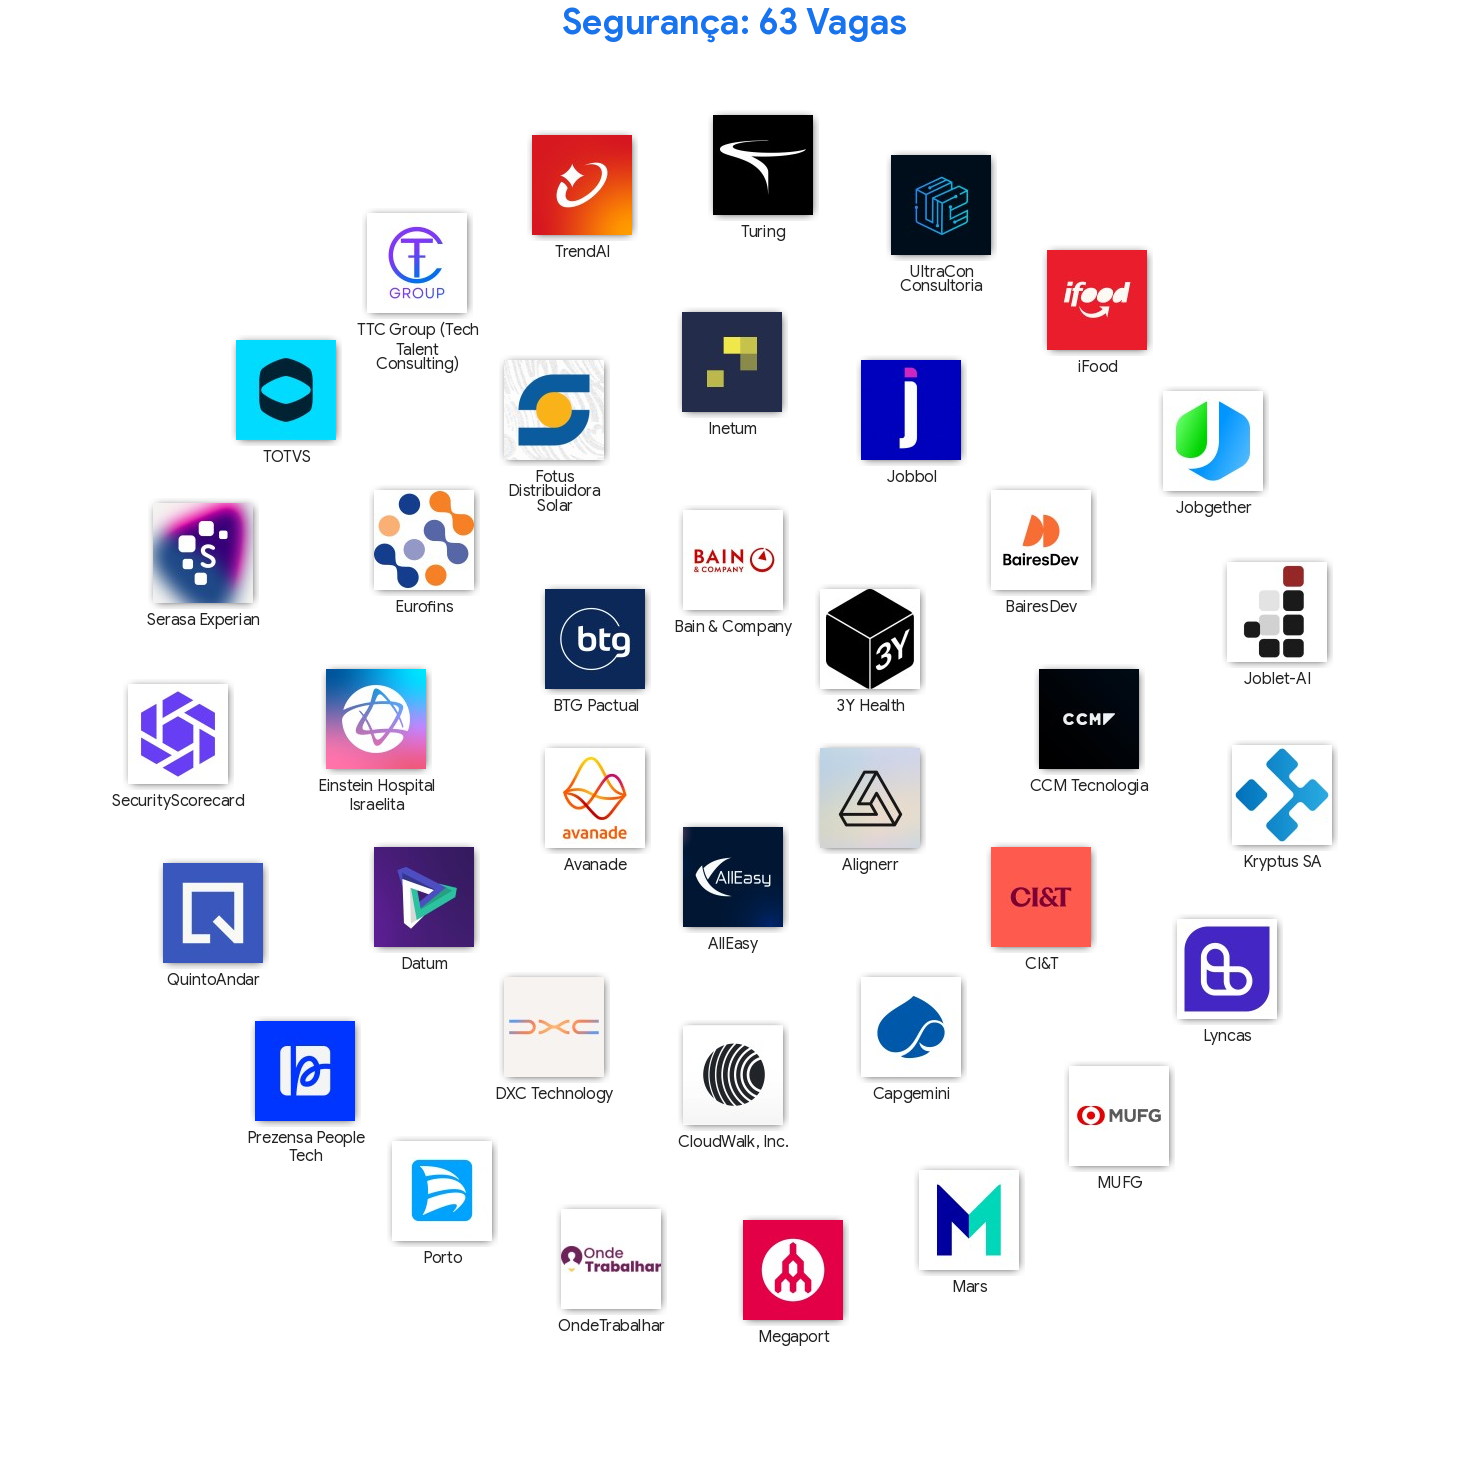 Segurança: 63 Vagas
TrendAI
Turing
UC
UltraCon
Consultoria
TC
GROUP
TTC Group (Tech
Talent
Consulting)
ifood
iFood
TOTVS
Fotus
Distribuidora
Solar
Inetum
j
Jobbol
Jobgether
S
Serasa Experian
Eurofins
BAIN
& COMPANY
Bain & Company
BairesDev
BairesDev
Joblet-AI
btg
BTG Pactual
3Y
3Y Health
SecurityScorecard
Einstein Hospital
Israelita
avanade
Avanade
Alignerr
CCM
CCM Tecnologia
Kryptus SA
QuintoAndar
Datum
AllEasy
AllEasy
CI&T
CI&T
Lyncas
Prezensa People
Tech
DXC
DXC Technology
CloudWalk, Inc.
Capgemini
MUFG
MUFG
Porto
Onde
Trabalhar
OndeTrabalhar
Megaport
M
Mars